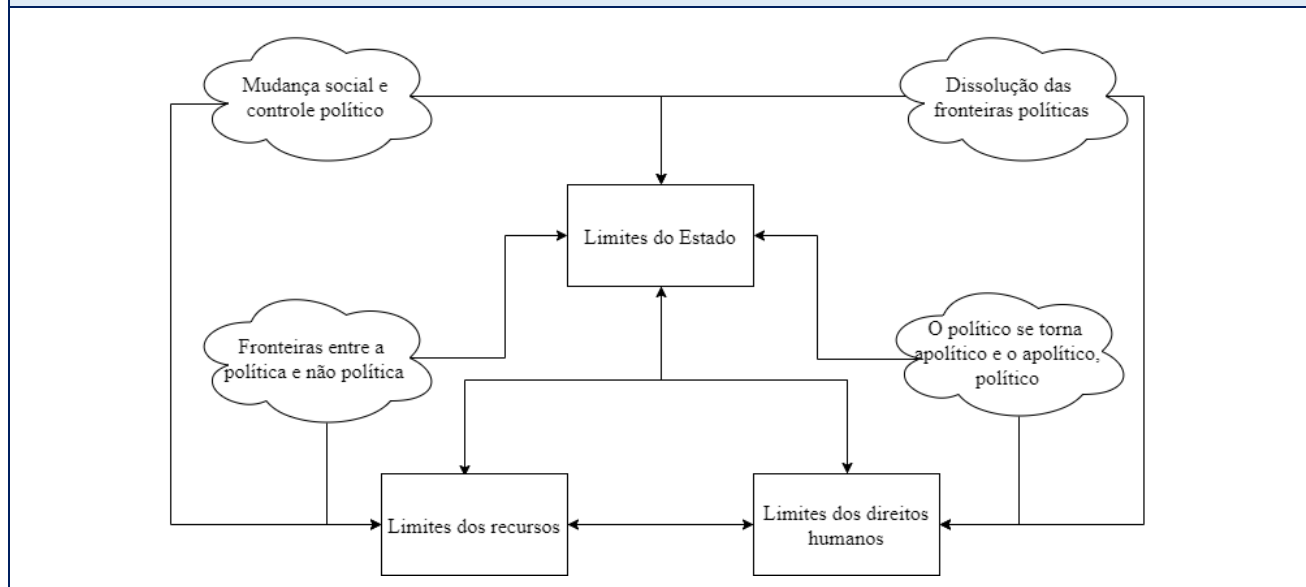 Mudança social e
controle político
Dissolução das
fronteiras políticas
Limites do Estado
Fronteiras entre a
política e não política
O político se torna
apolítico e o apolítico,
político
Limites dos recursos
Limites dos direitos
humanos